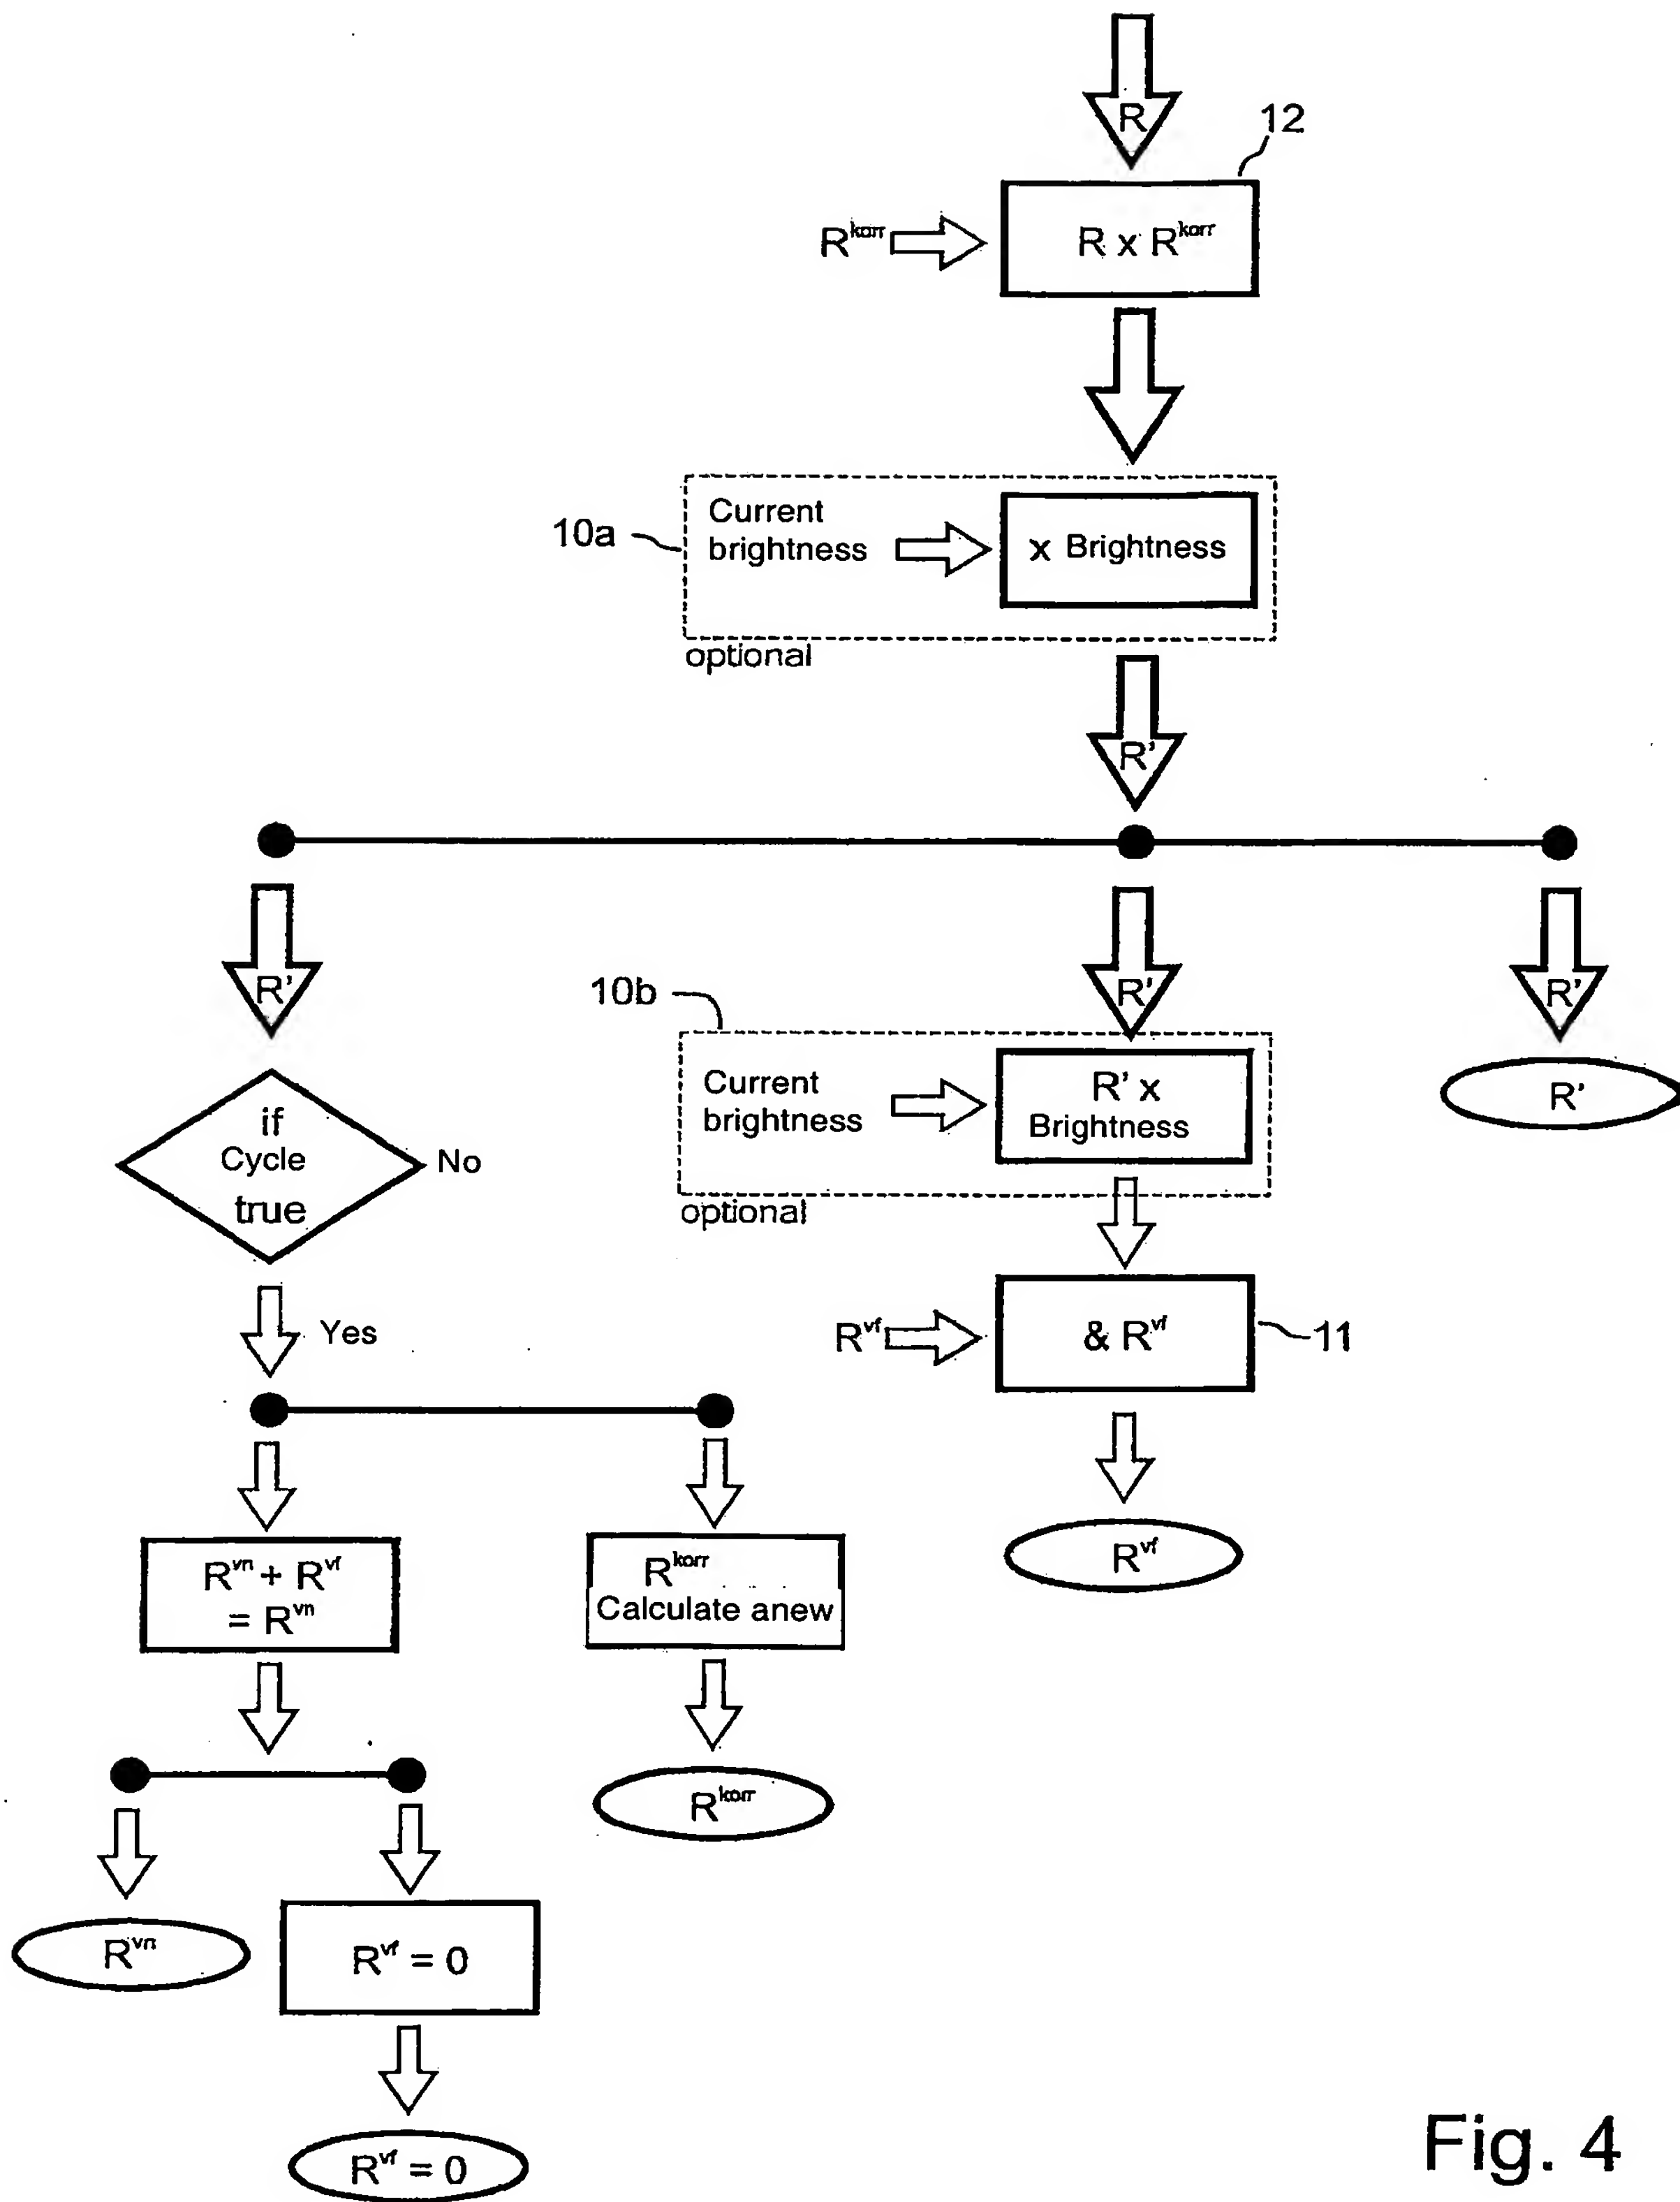 R
12
R^korr
R x R^korr
10a
Current
brightness
x Brightness
optional
R'
R'
R'
R'
10b
Current
brightness
R' x
Brightness
optional
R'
if
Cycle
true
No
Yes
R^vf
& R^vf
11
R^vn + R^vf
= R^vn
R^korr
Calculate anew
R^vf
R^korr
R^vn
R^vf = 0
R^vf = 0
Fig. 4